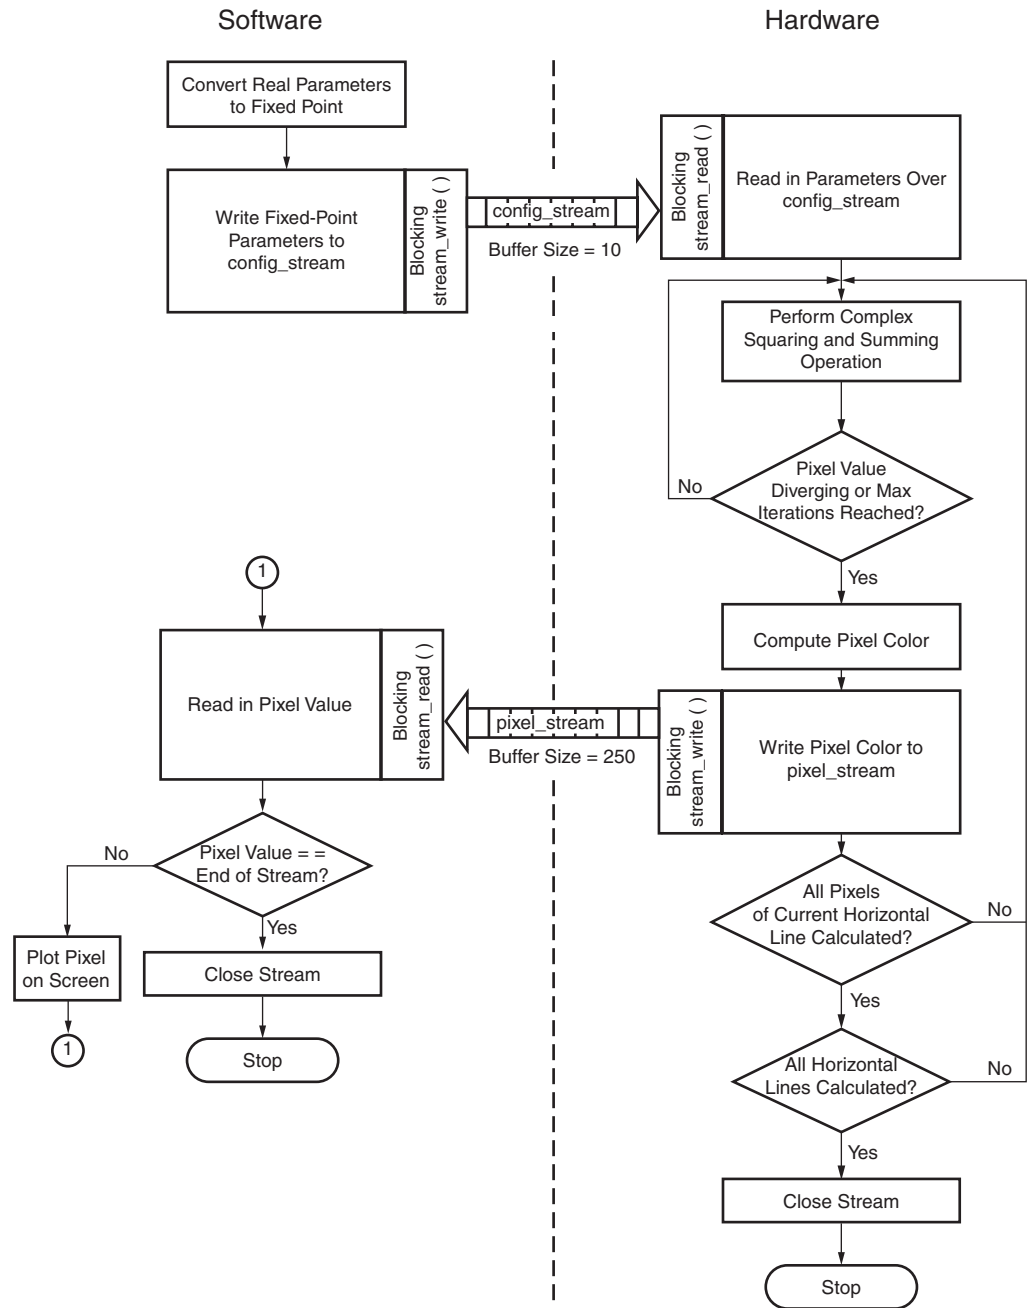 Software
Hardware
Convert Real Parameters
to Fixed Point
Write Fixed-Point
Parameters to
config_stream
Blocking
stream_write ( )
config_stream
Buffer Size = 10
Blocking
stream_read ( )
Read in Parameters Over
config_stream
Perform Complex
Squaring and Summing
Operation
Pixel Value
Diverging or Max
Iterations Reached?
No
Yes
Compute Pixel Color
1
Read in Pixel Value
Blocking
stream_read ( )
pixel_stream
Buffer Size = 250
Blocking
stream_write ( )
Write Pixel Color to
pixel_stream
Pixel Value = =
End of Stream?
No
Yes
Plot Pixel
on Screen
1
Close Stream
Stop
All Pixels
of Current Horizontal
Line Calculated?
No
Yes
All Horizontal
Lines Calculated?
No
Yes
Close Stream
Stop